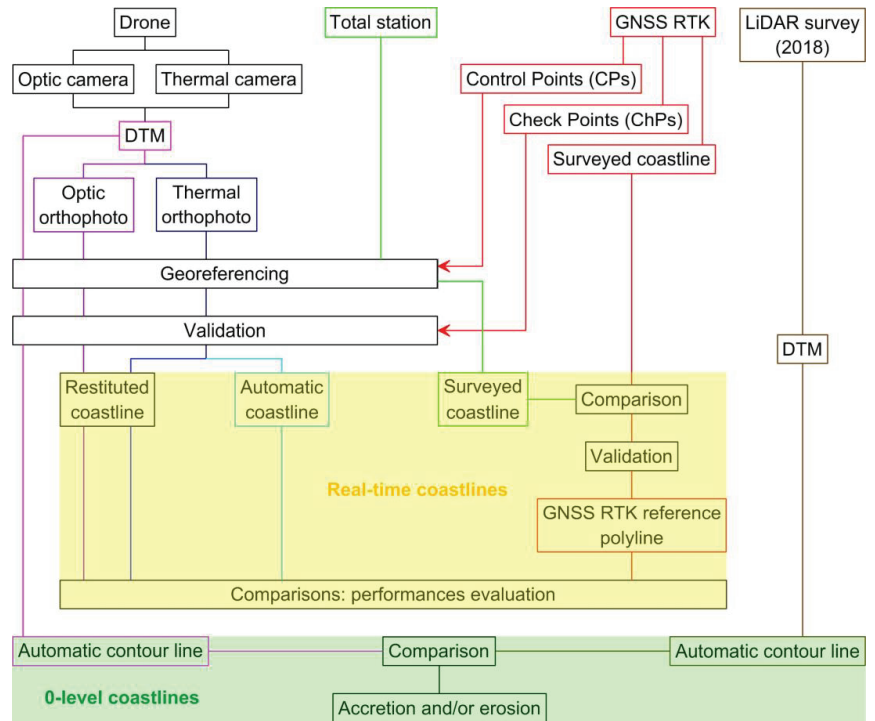 Drone
Total station
GNSS RTK
LiDAR survey
(2018)
Optic camera
Thermal camera
Control Points (CPs)
Check Points (ChPs)
DTM
Surveyed coastline
Optic
orthophoto
Thermal
orthophoto
Georeferencing
Validation
DTM
Restituted
coastline
Automatic
coastline
Surveyed
coastline
Comparison
Validation
Real-time coastlines
GNSS RTK reference
polyline
Comparisons: performances evaluation
Automatic contour line
Comparison
Automatic contour line
0-level coastlines
Accretion and/or erosion